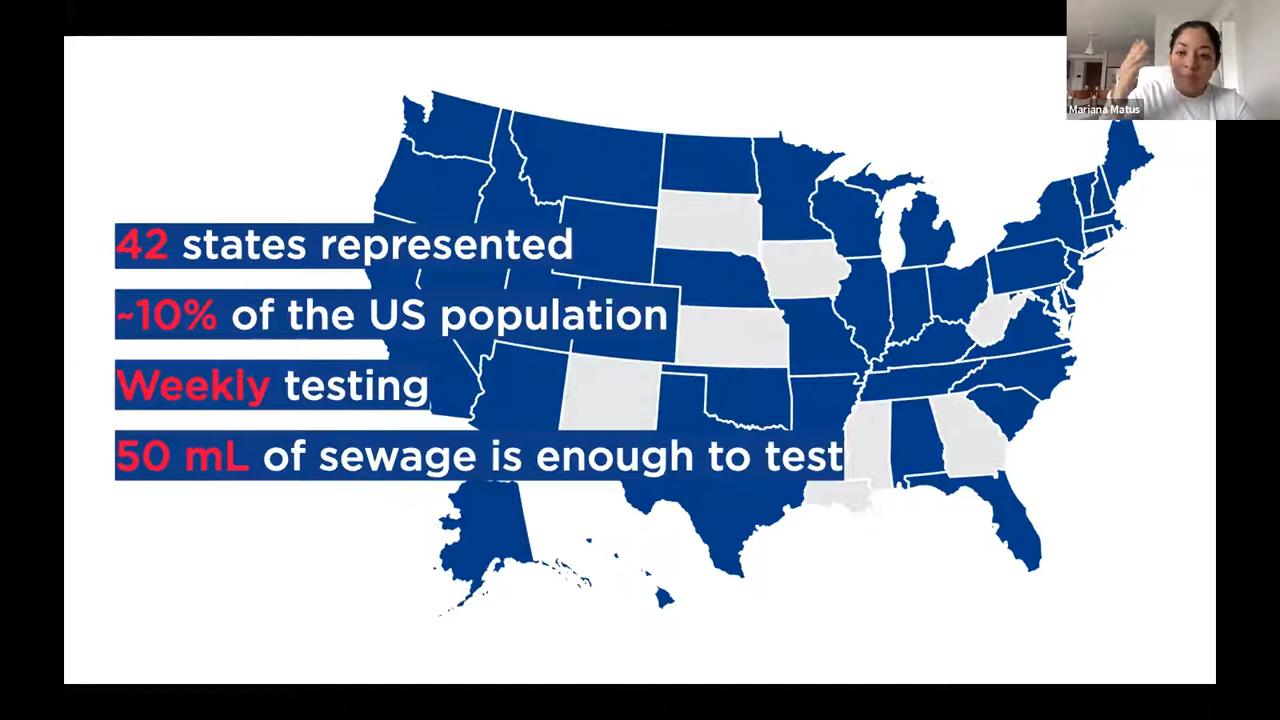 Mariana Matus
42 states represented
~10% of the US population
Weekly testing
50 mL of sewage is enough to test